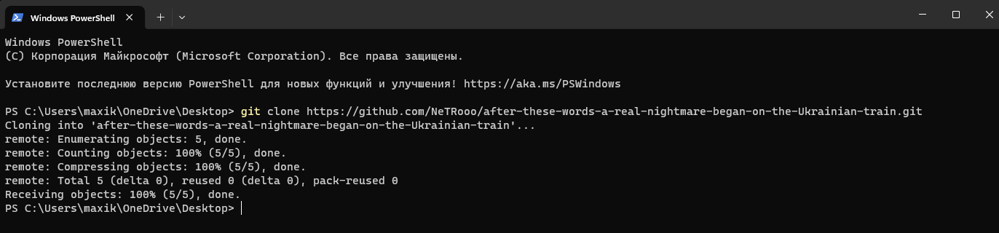 Windows PowerShell
Windows PowerShell
(C) Корпорация Майкрософт (Microsoft Corporation). Все права защищены.
Установите последнюю версию PowerShell для новых функций и улучшения! https://aka.ms/PSWindows
PS C:\Users\maxik\OneDrive\Desktop> git clone https://github.com/NeTRooo/after-these-words-a-real-nightmare-began-on-the-Ukrainian-train.git
Cloning into 'after-these-words-a-real-nightmare-began-on-the-Ukrainian-train'...
remote: Enumerating objects: 5, done.
remote: Counting objects: 100% (5/5), done.
remote: Compressing objects: 100% (5/5), done.
remote: Total 5 (delta 0), reused 0 (delta 0), pack-reused 0
Receiving objects: 100% (5/5), done.
PS C:\Users\maxik\OneDrive\Desktop>